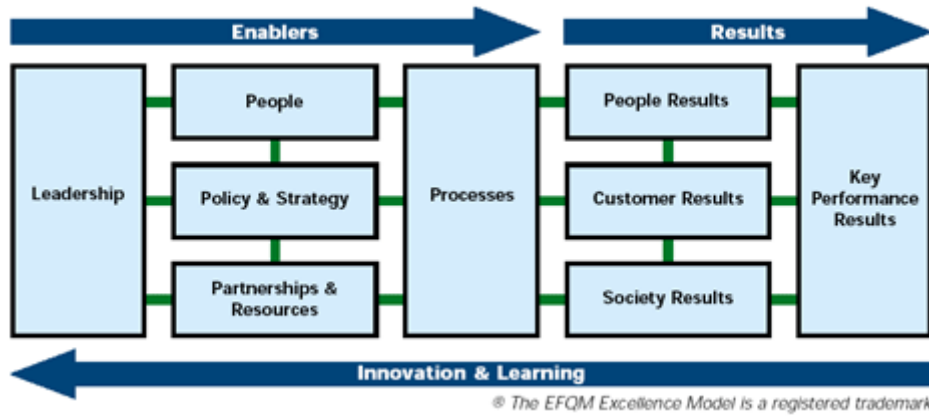 Enablers
Results
Leadership
People
Policy & Strategy
Partnerships &
Resources
Processes
People Results
Customer Results
Society Results
Key
Performance
Results
Innovation & Learning
® The EFQM Excellence Model is a registered trademark